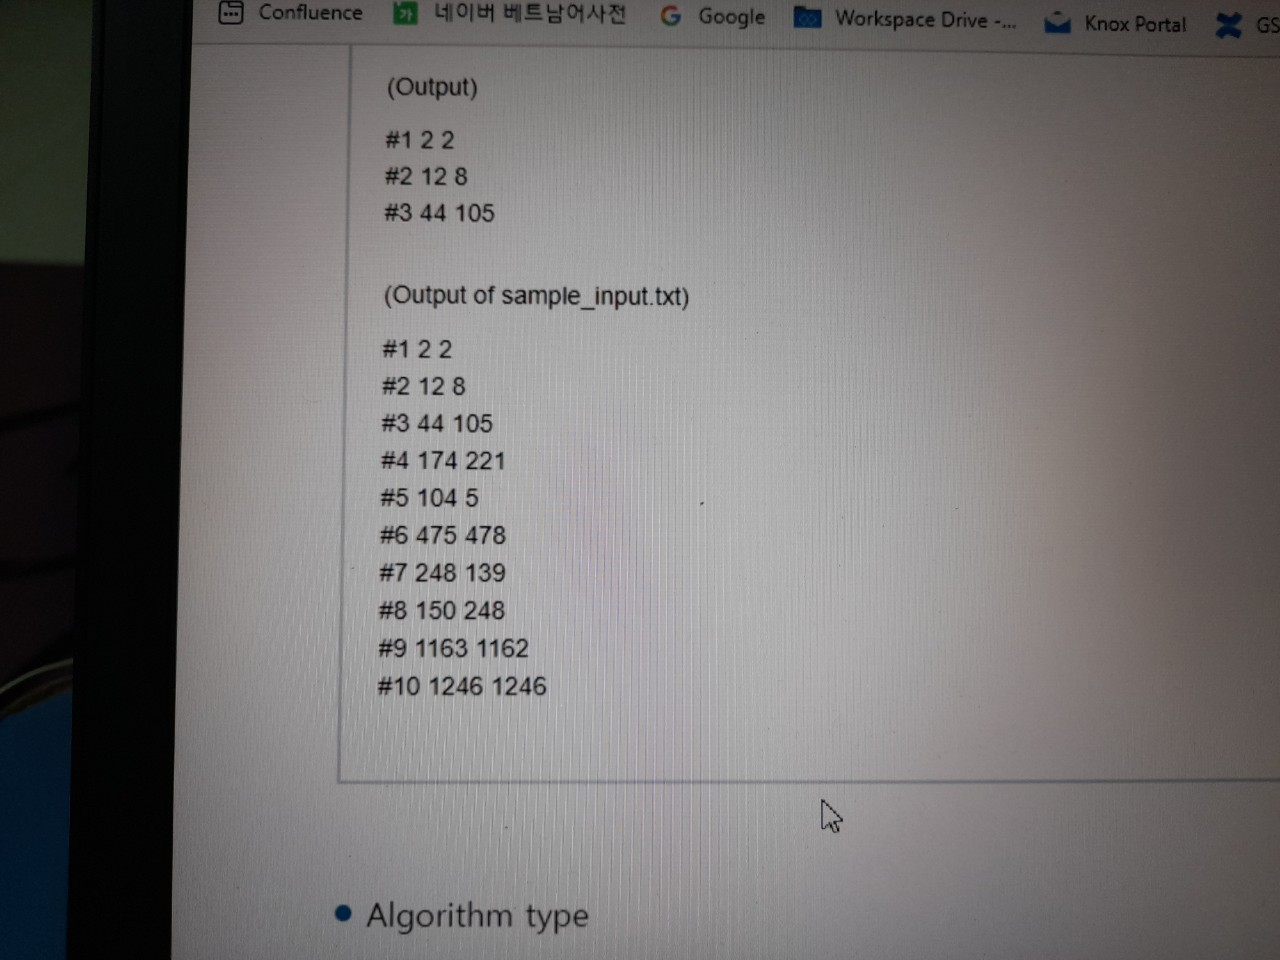 Confluence 네이버 베트남어사전 Google Workspace Drive -... Knox Portal GS
(Output)
#1 2 2
#2 12 8
#3 44 105
(Output of sample_input.txt)
#1 2 2
#2 12 8
#3 44 105
#4 174 221
#5 104 5
#6 475 478
#7 248 139
#8 150 248
#9 1163 1162
#10 1246 1246
Algorithm type